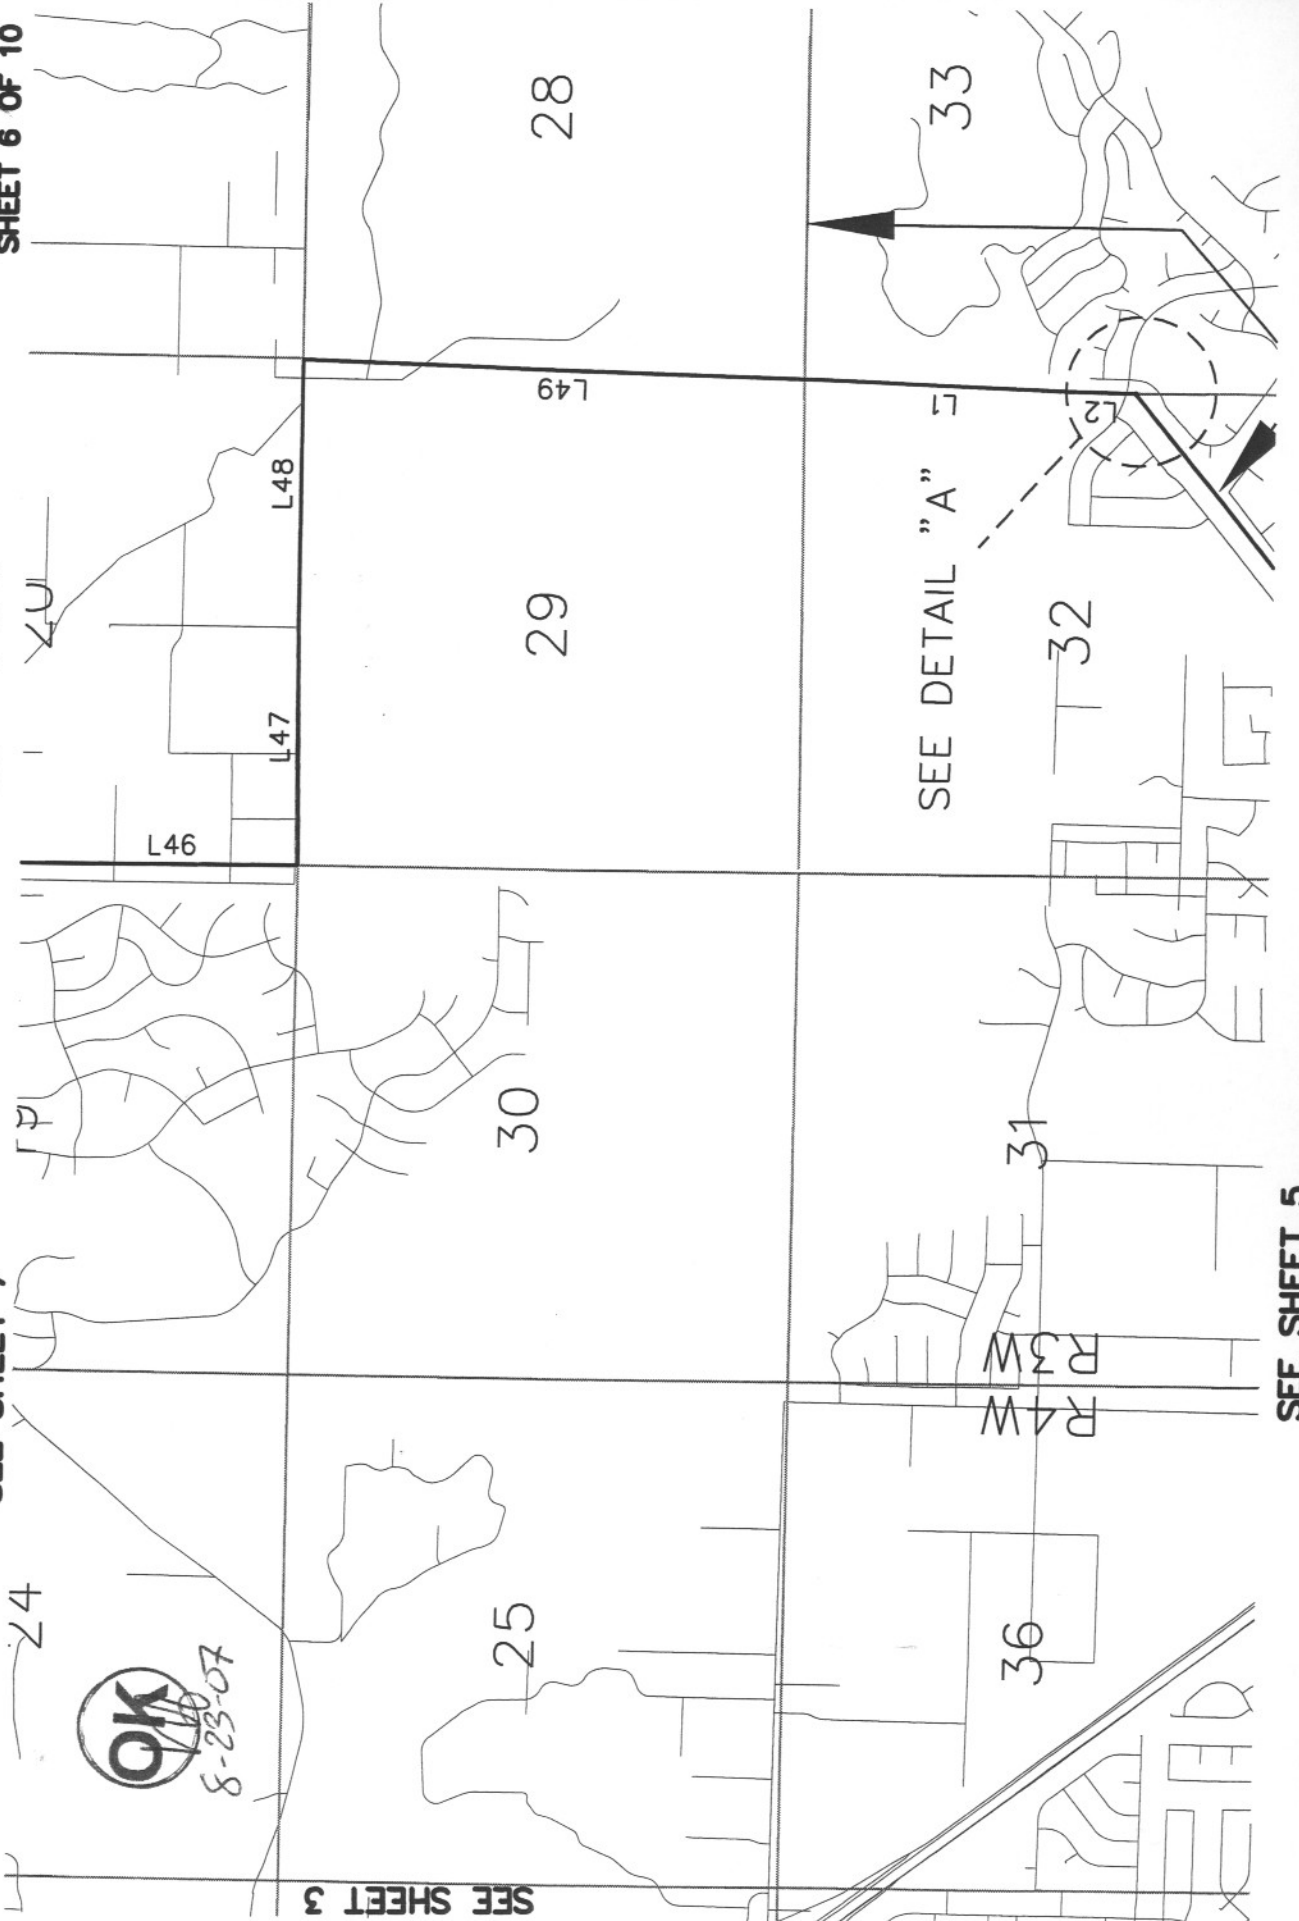 SHEET 6 OF 10
28
33
L49
L1
L2
L48
L47
L46
29
SEE DETAIL "A"
32
30
31
R3W
R4W
24
25
36
OK
8-23-07
SEE SHEET 3
SEE SHEET 5